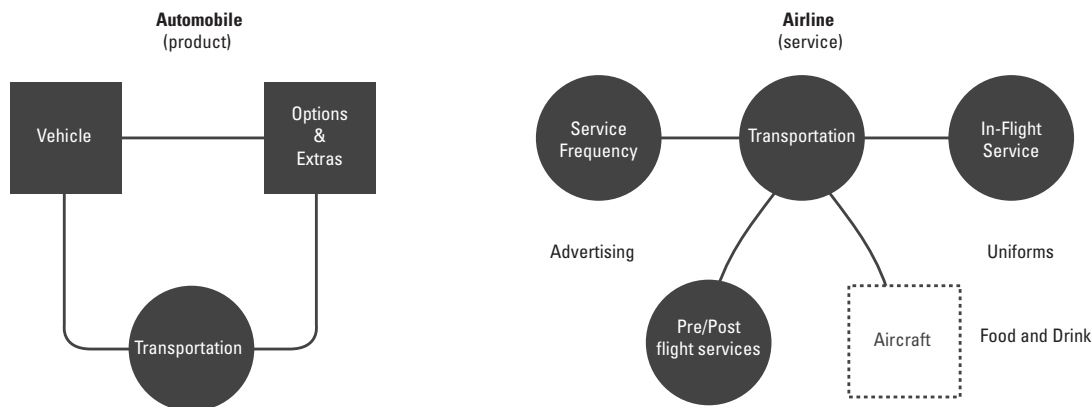 Automobile
(product)
Vehicle
Options
&
Extras
Transportation
Airline
(service)
Service
Frequency
Transportation
In-Flight
Service
Advertising
Uniforms
Pre/Post
flight services
Aircraft
Food and Drink